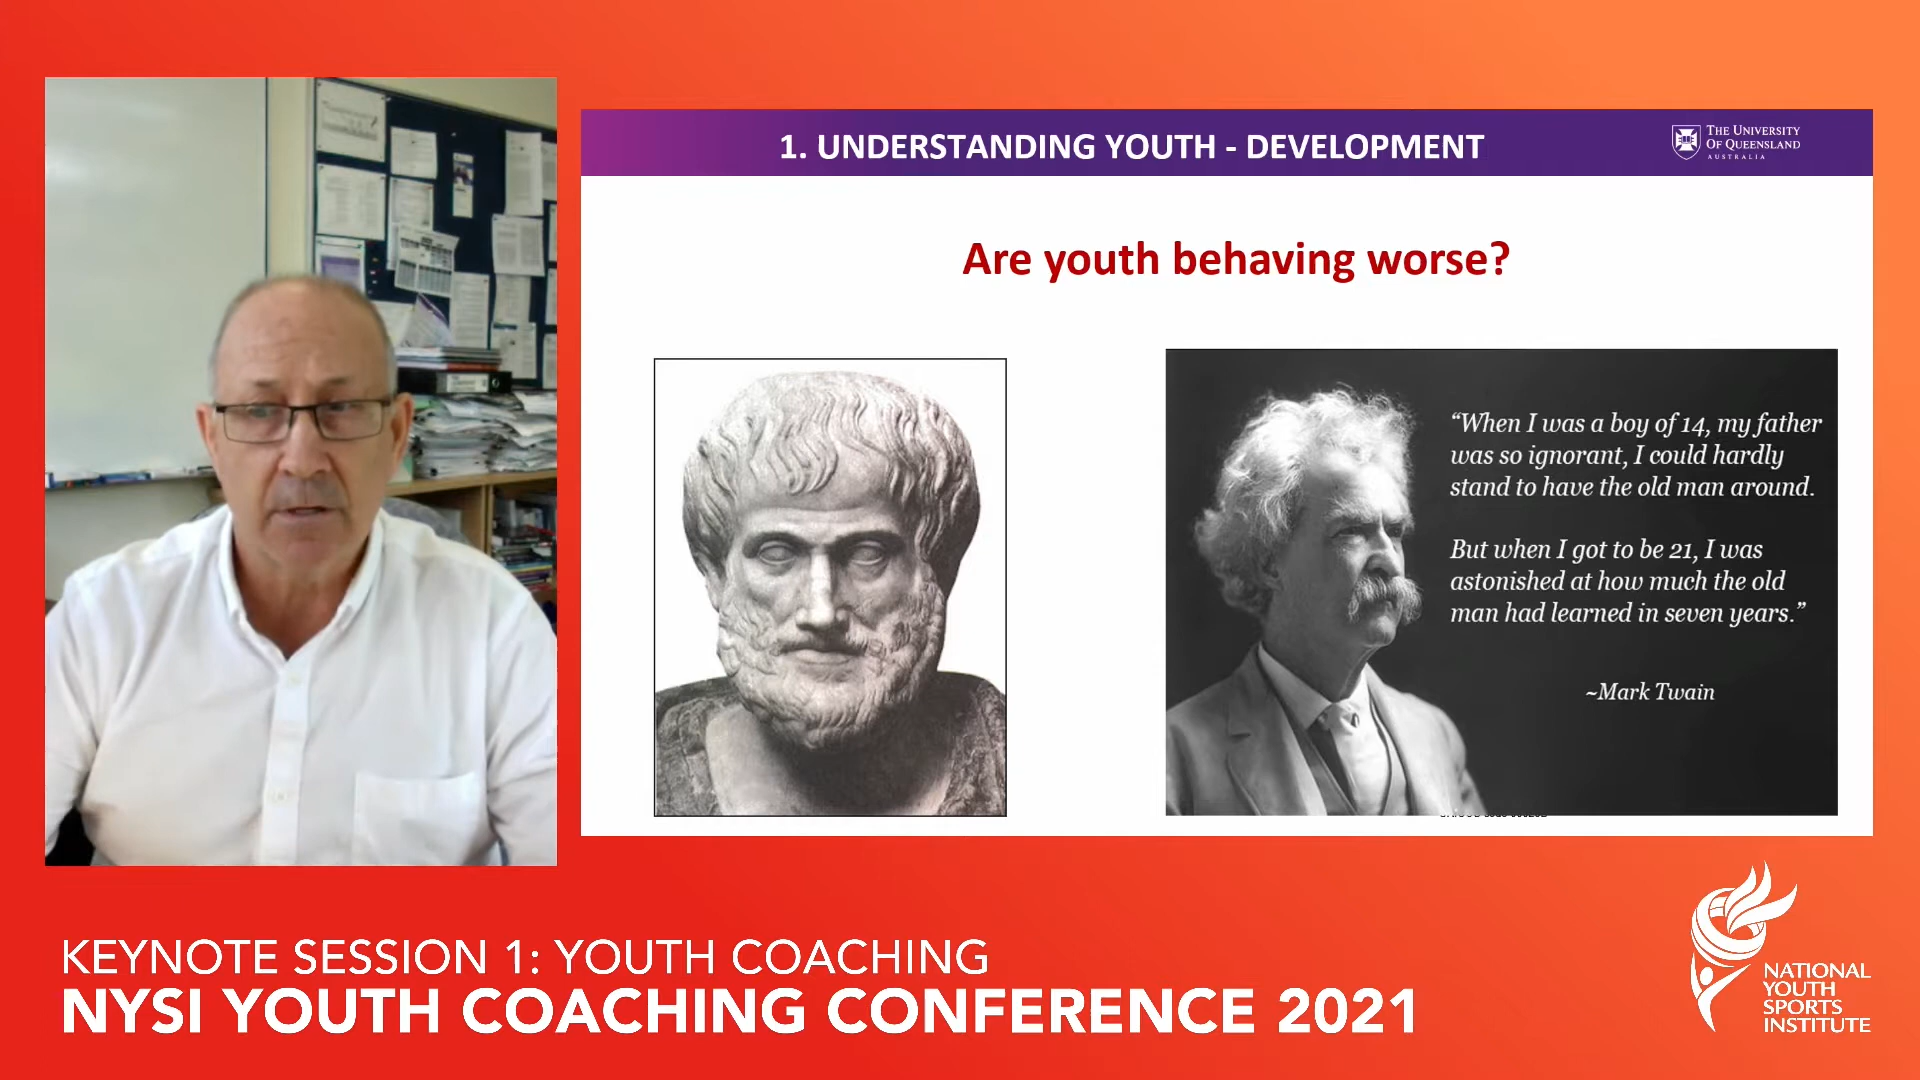 1. UNDERSTANDING YOUTH - DEVELOPMENT
THE UNIVERSITY
OF QUEENSLAND
AUSTRALIA
Are youth behaving worse?
“When I was a boy of 14, my father
was so ignorant, I could hardly
stand to have the old man around.
But when I got to be 21, I was
astonished at how much the old
man had learned in seven years.”
~Mark Twain
KEYNOTE SESSION 1: YOUTH COACHING
NYSI YOUTH COACHING CONFERENCE 2021
NATIONAL
YOUTH
SPORTS
INSTITUTE